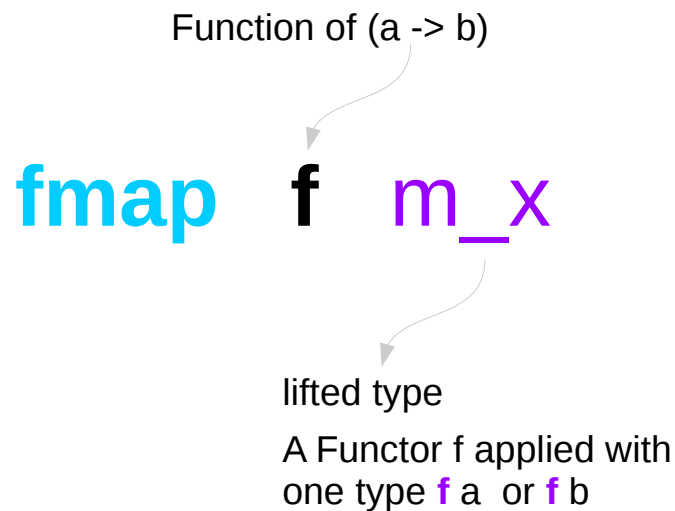 Function of (a -> b)
fmap f m_x
lifted type
A Functor f applied with
one type f a or f b